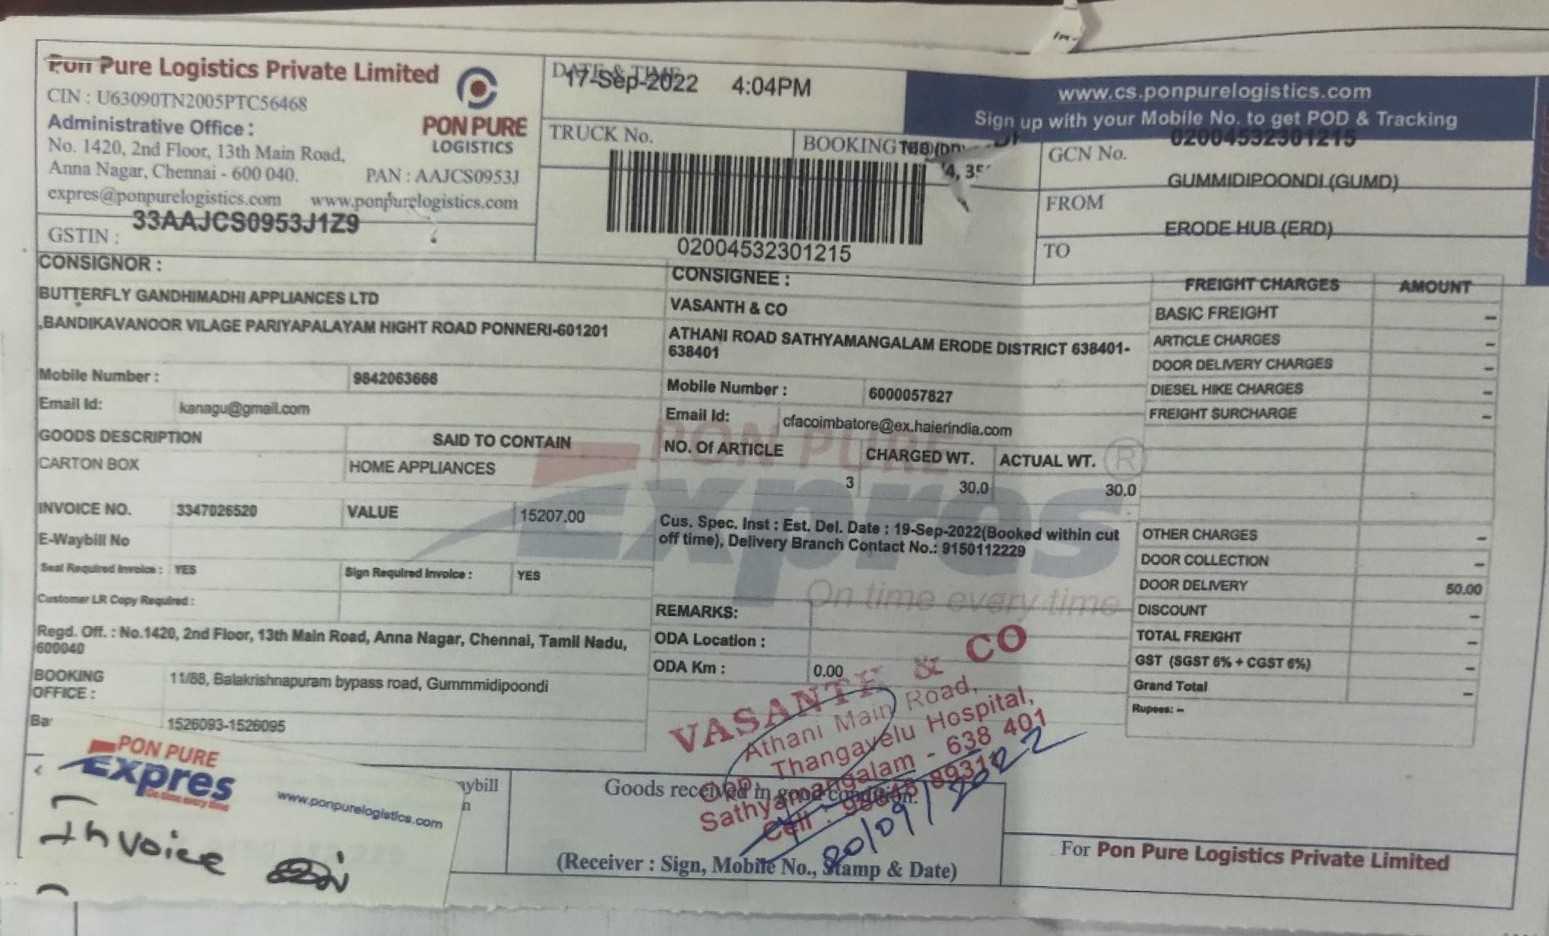 Pon Pure Logistics Private Limited
CIN : U63090TN2005PTC56468
Administrative Office :
No. 1420, 2nd Floor, 13th Main Road,
Anna Nagar, Chennai - 600 040.
PAN : AAJCS0953J
expres@ponpurelogistics.com www.ponpurelogistics.com
GSTIN : 33AAJCS0953J1Z9
PON PURE
LOGISTICS
DATE & TIME
17-Sep-2022 4:04PM
TRUCK No.
BOOKING
02004532301215
www.cs.ponpurelogistics.com
Sign up with your Mobile No. to get POD & Tracking
GCN No. 02004532301215
FROM GUMMIDIPOONDI.(GUMD)
TO ERODE HUB (ERD)
CONSIGNOR :
BUTTERFLY GANDHIMADHI APPLIANCES LTD
,BANDIKAVANOOR VILAGE PARIYAPALAYAM HIGHT ROAD PONNERI-601201
Mobile Number : 9842063666
Email Id: kanagu@gmail.com
CONSIGNEE :
VASANTH & CO
ATHANI ROAD SATHYAMANGALAM ERODE DISTRICT 638401-
638401
Mobile Number : 6000057827
Email Id: cfacoimbatore@ex.haierindia.com
GOODS DESCRIPTION SAID TO CONTAIN
CARTON BOX HOME APPLIANCES
NO. Of ARTICLE CHARGED WT. ACTUAL WT.
3 30.0 30.0
INVOICE NO. 3347026520 VALUE 15207.00
E-Waybill No
Seal Required Invoice : YES Sign Required Invoice : YES
Customer LR Copy Required :
Cus. Spec. Inst : Est. Del. Date : 19-Sep-2022(Booked within cut
off time), Delivery Branch Contact No.: 9150112229
PON PURE
Expres
On time every time
REMARKS:
ODA Location :
ODA Km : 0.00
Regd. Off. : No.1420, 2nd Floor, 13th Main Road, Anna Nagar, Chennai, Tamil Nadu,
600040
BOOKING
OFFICE :
11/88, Balakrishnapuram bypass road, Gummmidipoondi
1526093-1526095
FREIGHT CHARGES AMOUNT
BASIC FREIGHT –
ARTICLE CHARGES –
DOOR DELIVERY CHARGES –
DIESEL HIKE CHARGES –
FREIGHT SURCHARGE –
OTHER CHARGES –
DOOR COLLECTION –
DOOR DELIVERY 50.00
DISCOUNT –
TOTAL FREIGHT –
GST (SGST 6% + CGST 6%) –
Grand Total –
Rupees: –
VASANTH & CO
Athani Main Road,
Opp. Thangavelu Hospital,
Sathyamangalam - 638 401
Cell :
20/09/2022
Goods received in good condition.
(Receiver : Sign, Mobile No., Stamp & Date)
For Pon Pure Logistics Private Limited
PON PURE
Expres
On time every time
www.ponpurelogistics.com
Invoice